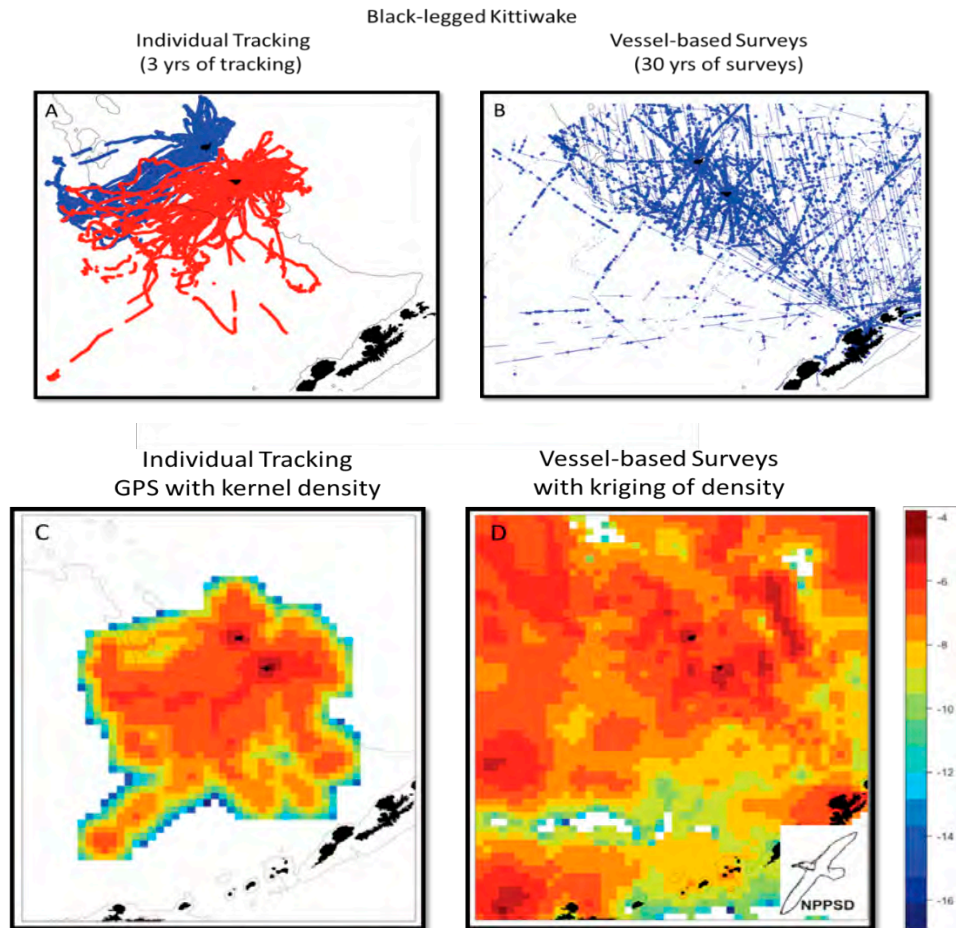 Black-legged Kittiwake
Individual Tracking
(3 yrs of tracking)
Vessel-based Surveys
(30 yrs of surveys)
A
B
Individual Tracking
GPS with kernel density
Vessel-based Surveys
with kriging of density
C
D
-4
-6
-8
-10
-12
-14
-16
NPPSD